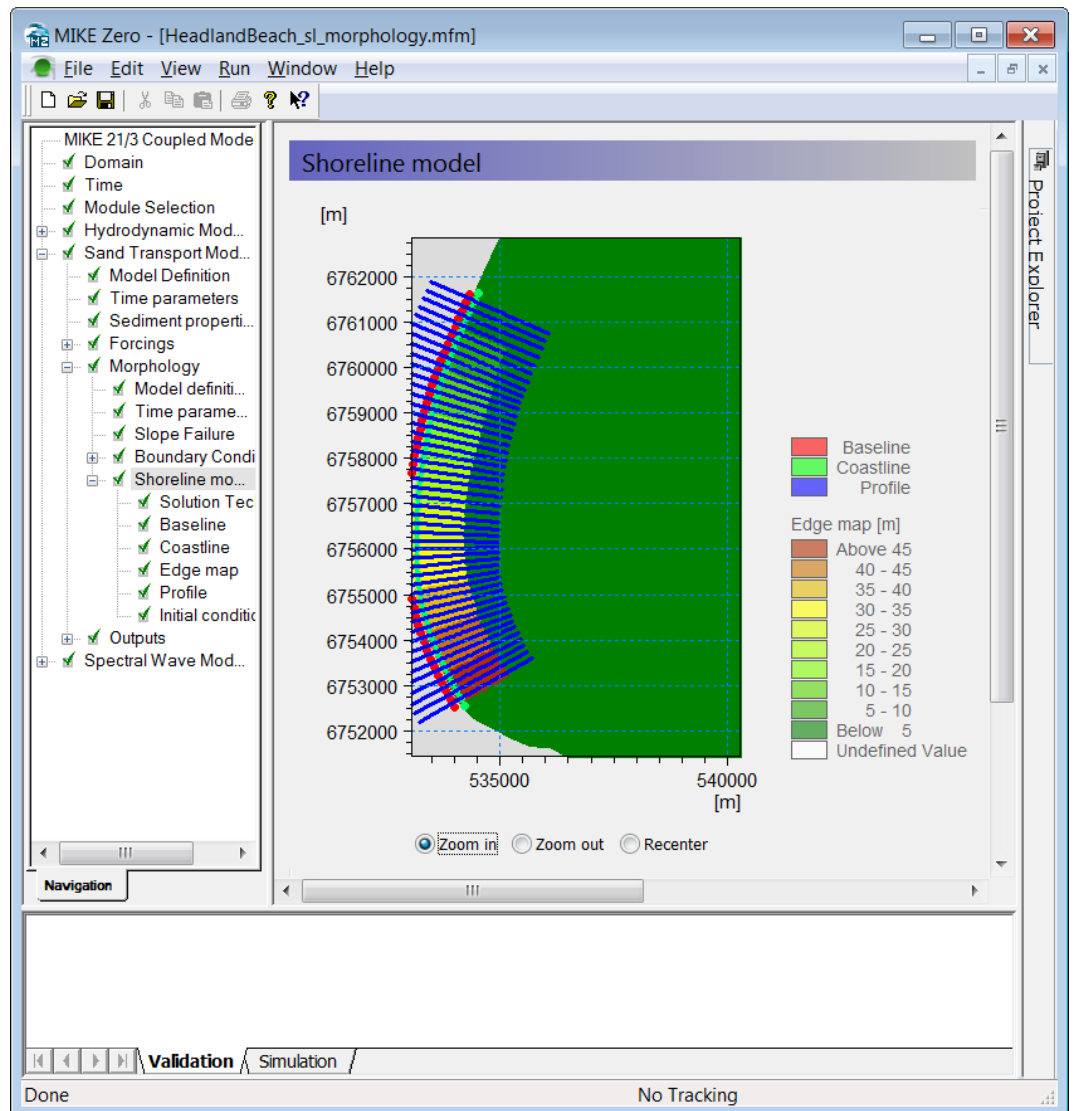 MIKE Zero - [HeadlandBeach_sl_morphology.mfm]
File Edit View Run Window Help
MIKE 21/3 Coupled Mode
Domain
Time
Module Selection
Hydrodynamic Mod...
Sand Transport Mod...
Model Definition
Time parameters
Sediment properti...
Forcings
Morphology
Model definiti...
Time parame...
Slope Failure
Boundary Condi
Shoreline mo...
Solution Tec
Baseline
Coastline
Edge map
Profile
Initial conditic
Outputs
Spectral Wave Mod...
Navigation
Shoreline model
[m]
6762000
6761000
6760000
6759000
6758000
6757000
6756000
6755000
6754000
6753000
6752000
535000 540000
[m]
Baseline
Coastline
Profile
Edge map [m]
Above 45
40 - 45
35 - 40
30 - 35
25 - 30
20 - 25
15 - 20
10 - 15
5 - 10
Below 5
Undefined Value
Zoom in Zoom out Recenter
Project Explorer
Validation Simulation
Done No Tracking